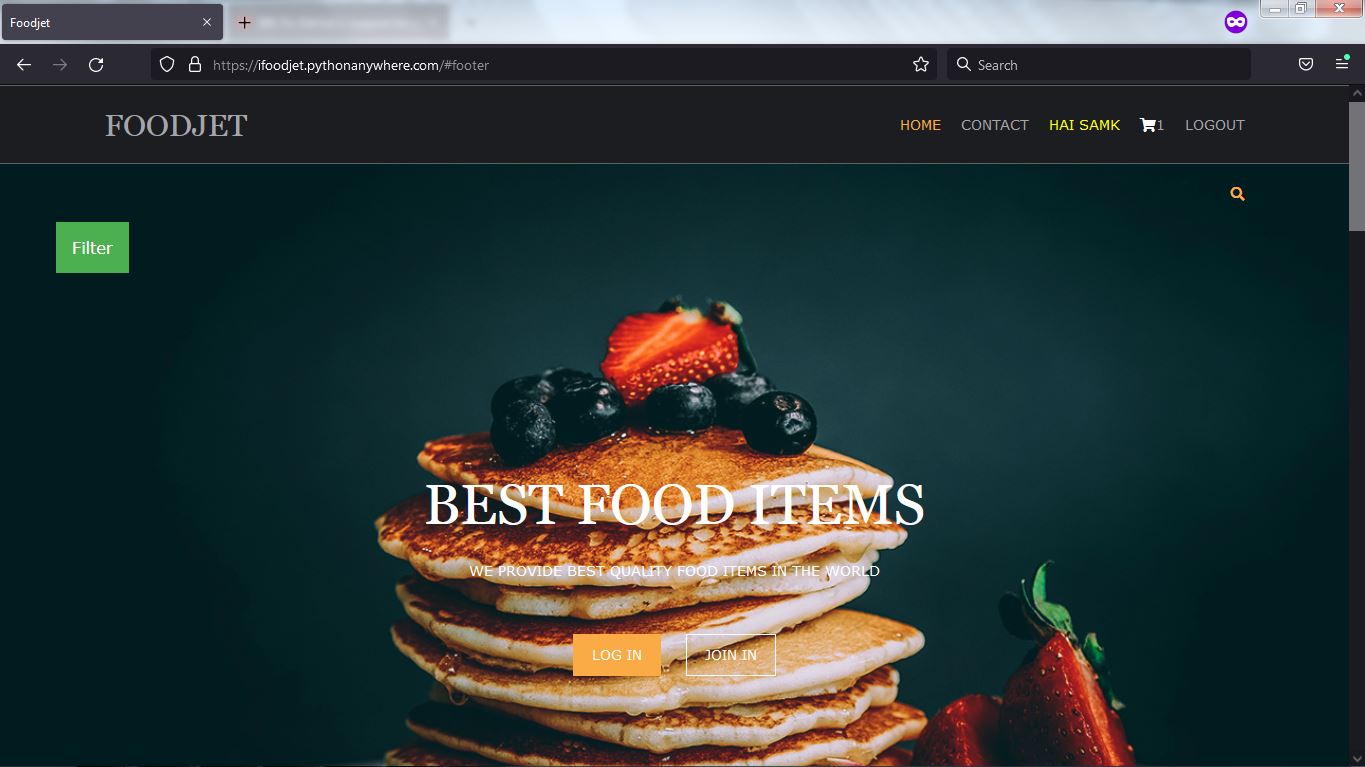 Foodjet
https://ifoodjet.pythonanywhere.com/#footer
Search
FOODJET
HOME
CONTACT
HAI SAMK
1
LOGOUT
Filter
BEST FOOD ITEMS
WE PROVIDE BEST QUALITY FOOD ITEMS IN THE WORLD
LOG IN
JOIN IN